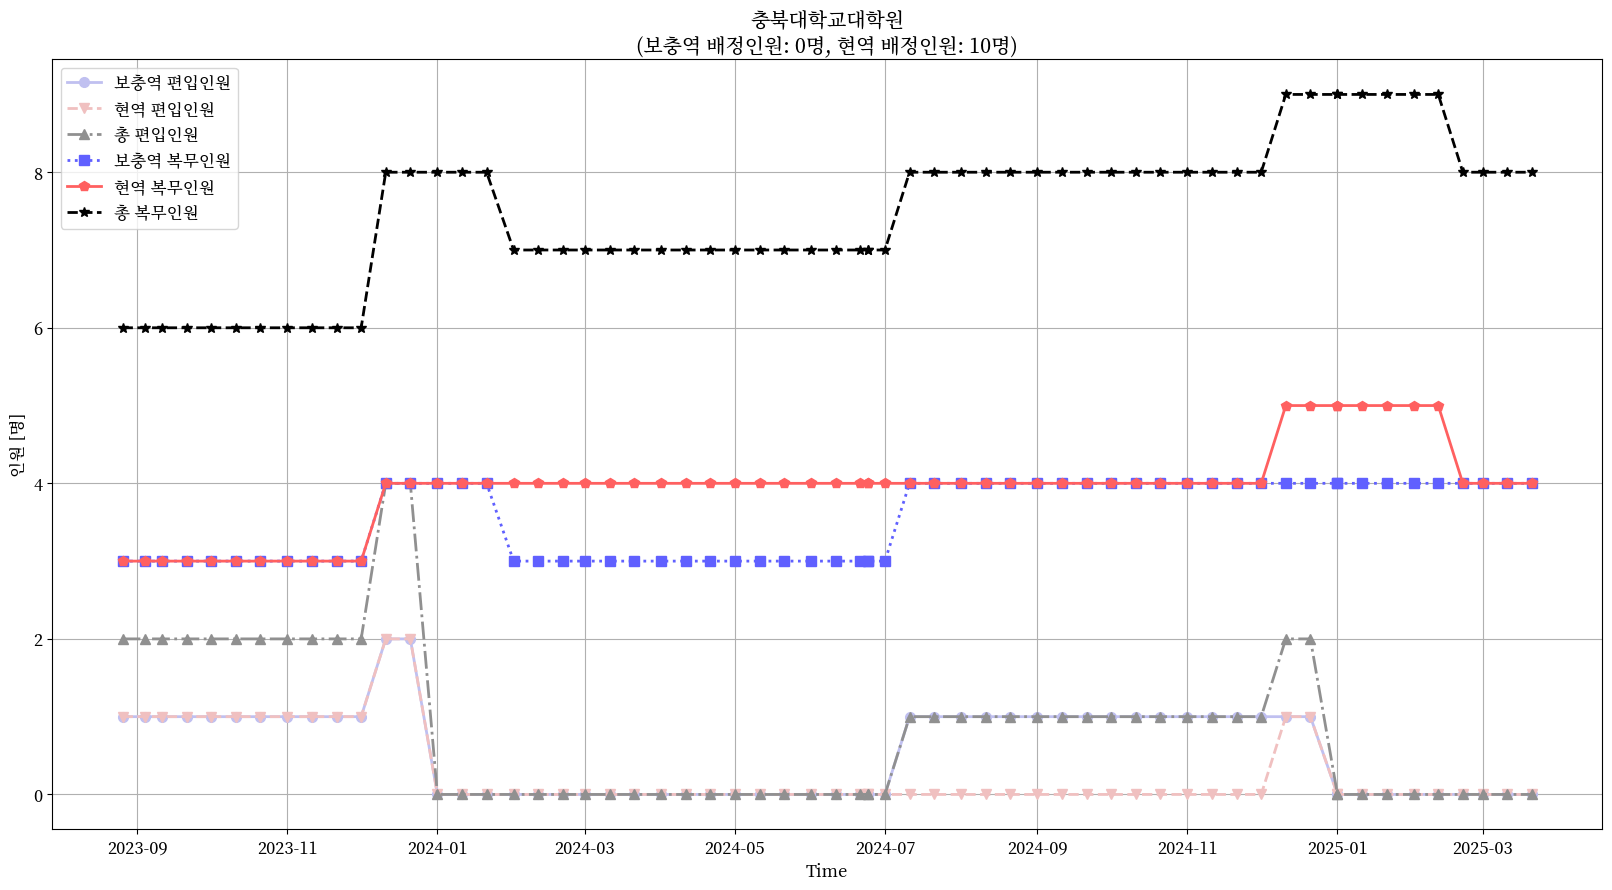 충북대학교대학원
(보충역 배정인원: 0명, 현역 배정인원: 10명)
보충역 편입인원
현역 편입인원
총 편입인원
보충역 복무인원
현역 복무인원
총 복무인원
인원 [명]
8
6
4
2
0
2023-09
2023-11
2024-01
2024-03
2024-05
2024-07
2024-09
2024-11
2025-01
2025-03
Time